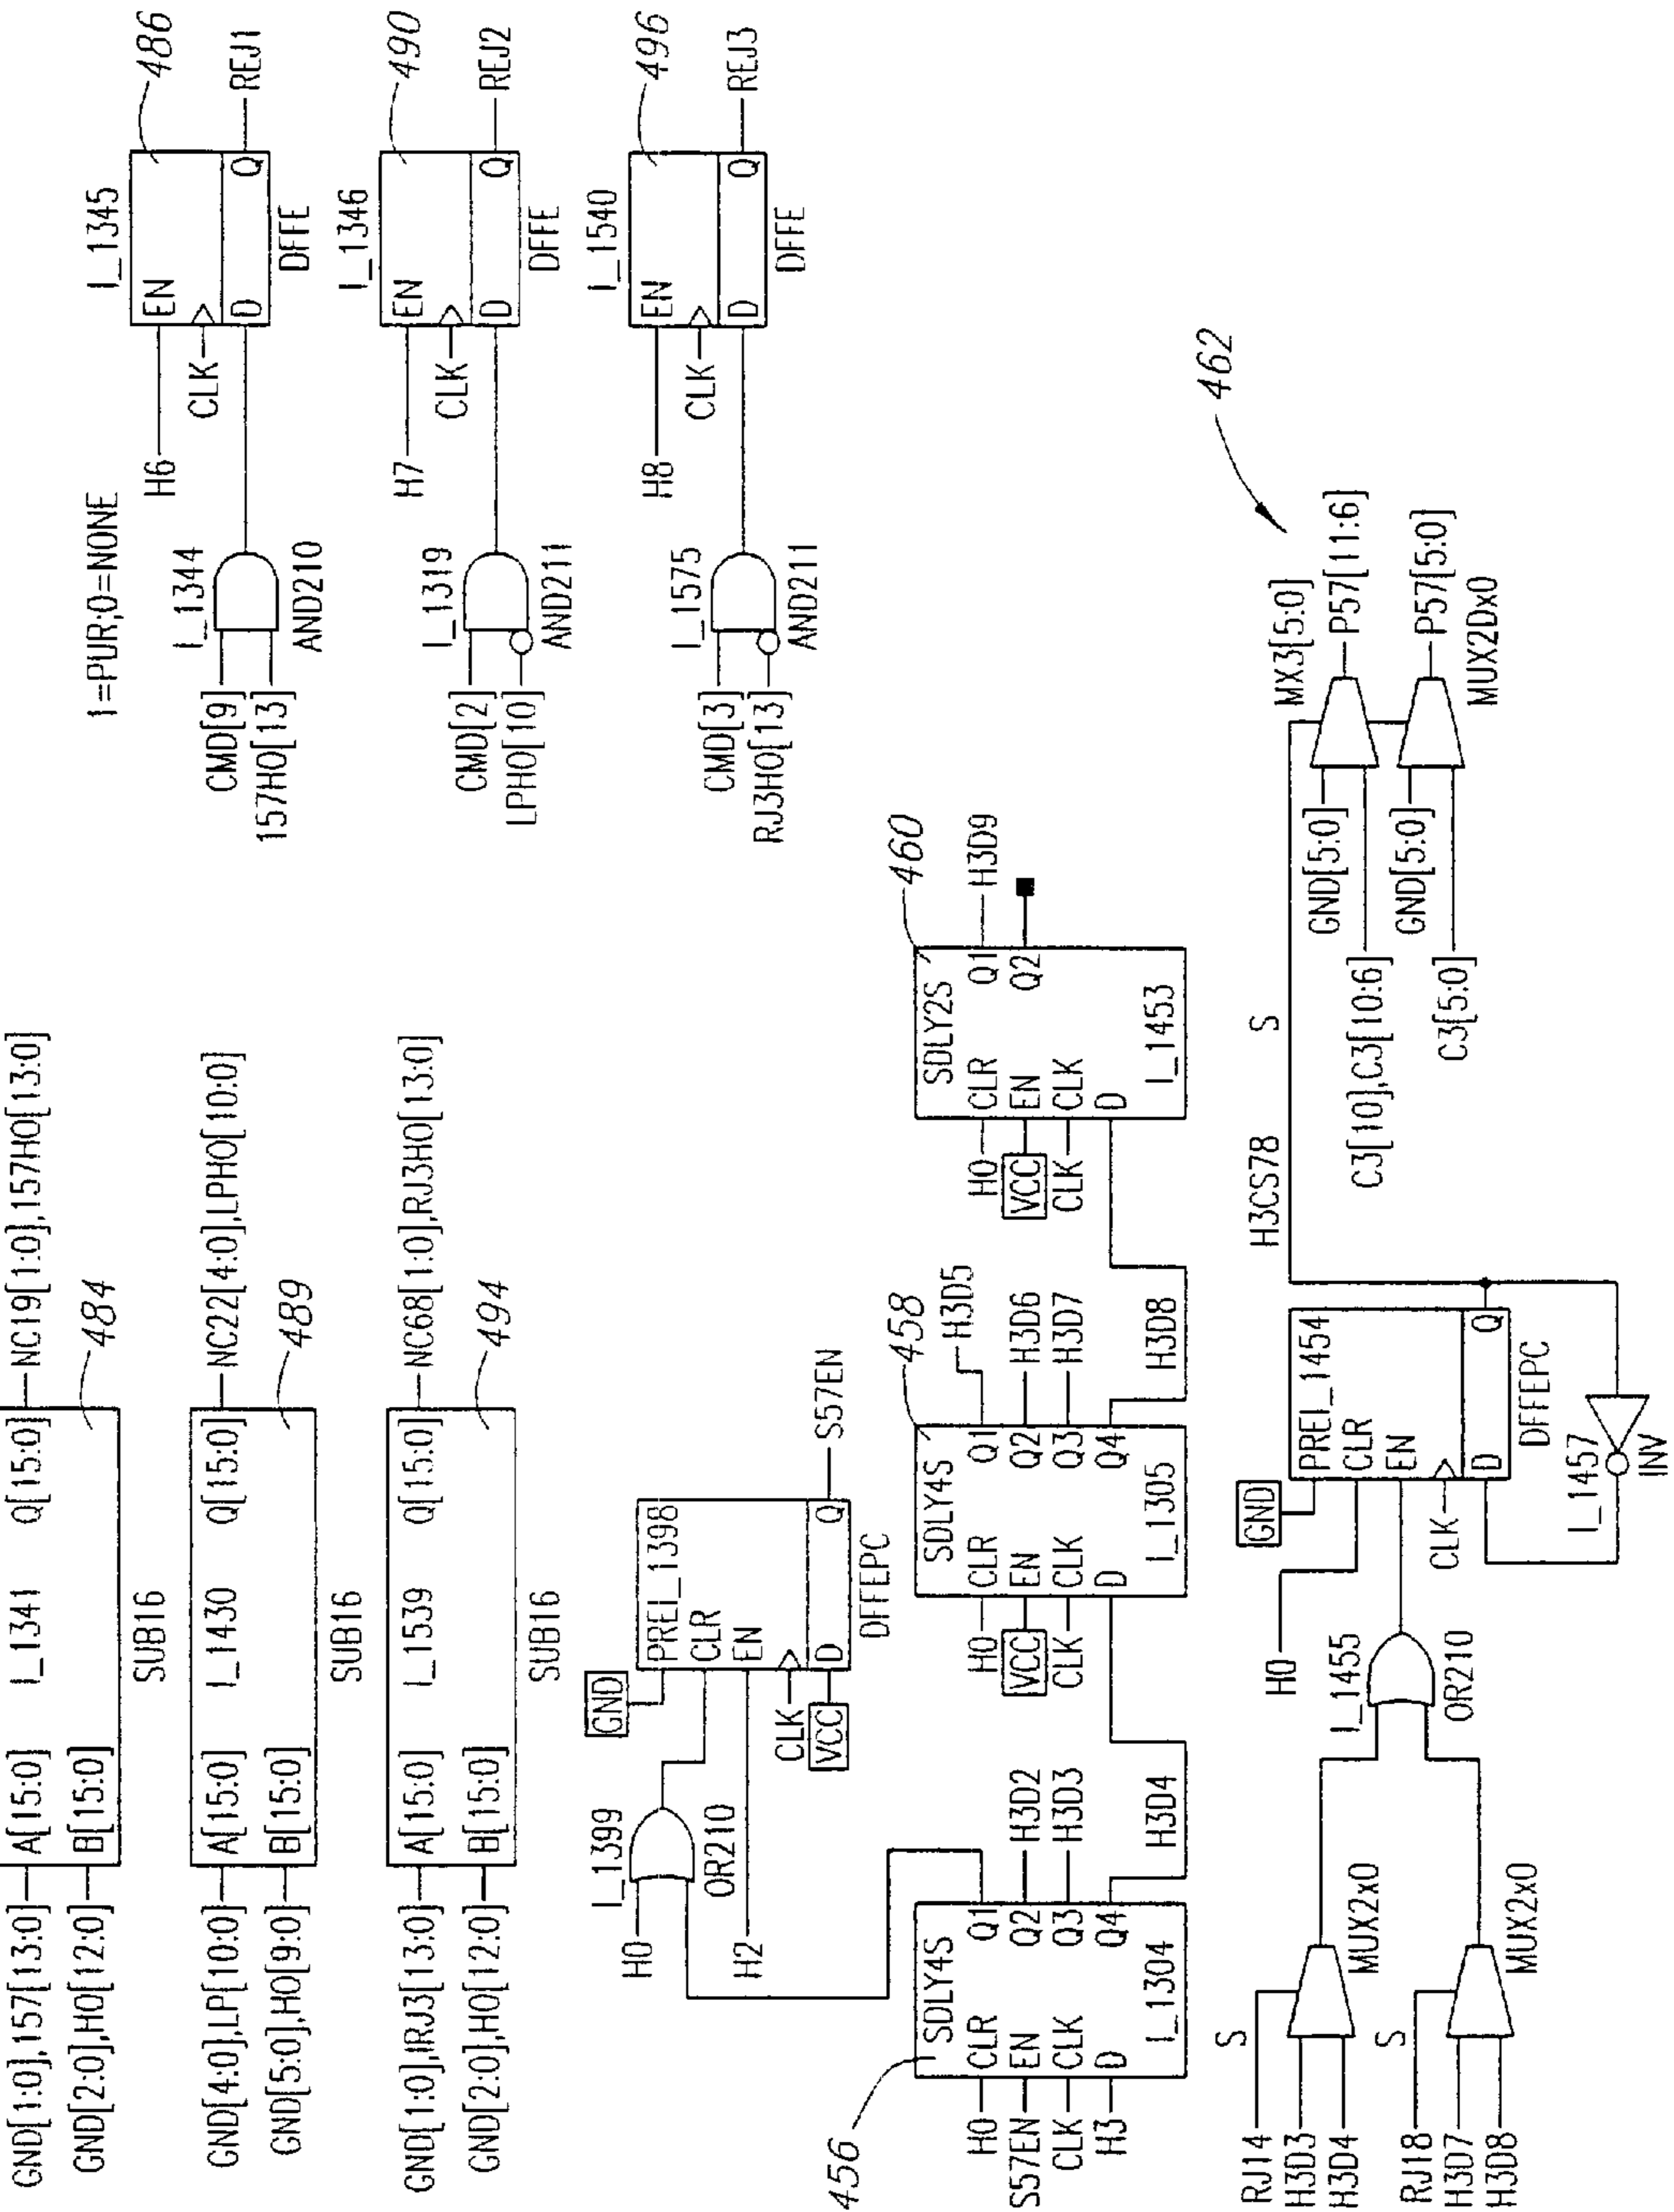 GND[1:0],157[13:0]
A[15:0]
I_1341
Q[15:0]
NC19[1:0],157HO[13:0]
GND[2:0],HO[12:0]
B[15:0]
484
SUB16
GND[4:0],LP[10:0]
A[15:0]
I_1430
Q[15:0]
NC22[4:0],LPHO[10:0]
GND[5:0],HO[9:0]
B[15:0]
489
SUB16
GND[1:0],IRJ3[13:0]
A[15:0]
I_1539
Q[15:0]
NC68[1:0],RJ3HO[13:0]
GND[2:0],HO[12:0]
B[15:0]
494
SUB16
1=PUR;0=NONE
CMD[9]
157HO[13]
I_1344
AND210
H6
CLK
I_1345
EN
D
Q
DFFE
486
REJ1
CMD[2]
LPHO[10]
I_1319
AND211
H7
CLK
I_1346
EN
D
Q
DFFE
490
REJ2
CMD[3]
RJ3HO[13]
I_1575
AND211
H8
CLK
I_1540
EN
D
Q
DFFE
496
REJ3
H0
I_1399
OR210
H2
GND
PREI_1398
CLR
EN
CLK
VCC
D
Q
S57EN
DFFEPC
456
SDLY4S
H0
CLR
Q1
S57EN
EN
Q2
H3D2
CLK
CLK
Q3
H3D3
H3
D
Q4
H3D4
I_1304
458
SDLY4S
H0
CLR
Q1
H3D5
VCC
EN
Q2
H3D6
CLK
CLK
Q3
H3D7
D
Q4
H3D8
I_1305
460
SDLY2S
H0
CLR
Q1
H3D9
VCC
EN
Q2
CLK
CLK
D
I_1453
RJ14
S
H3D3
H3D4
MUX2x0
RJ18
S
H3D7
H3D8
MUX2x0
I_1455
OR210
H0
GND
PREI_1454
CLR
EN
CLK
D
Q
DFFEPC
I_1457
INV
H3CS78
S
462
MX3[5:0]
GND[5:0]
P57[11:6]
C3[10],C3[10:6]
GND[5:0]
P57[5:0]
C3[5:0]
MUX2Dx0